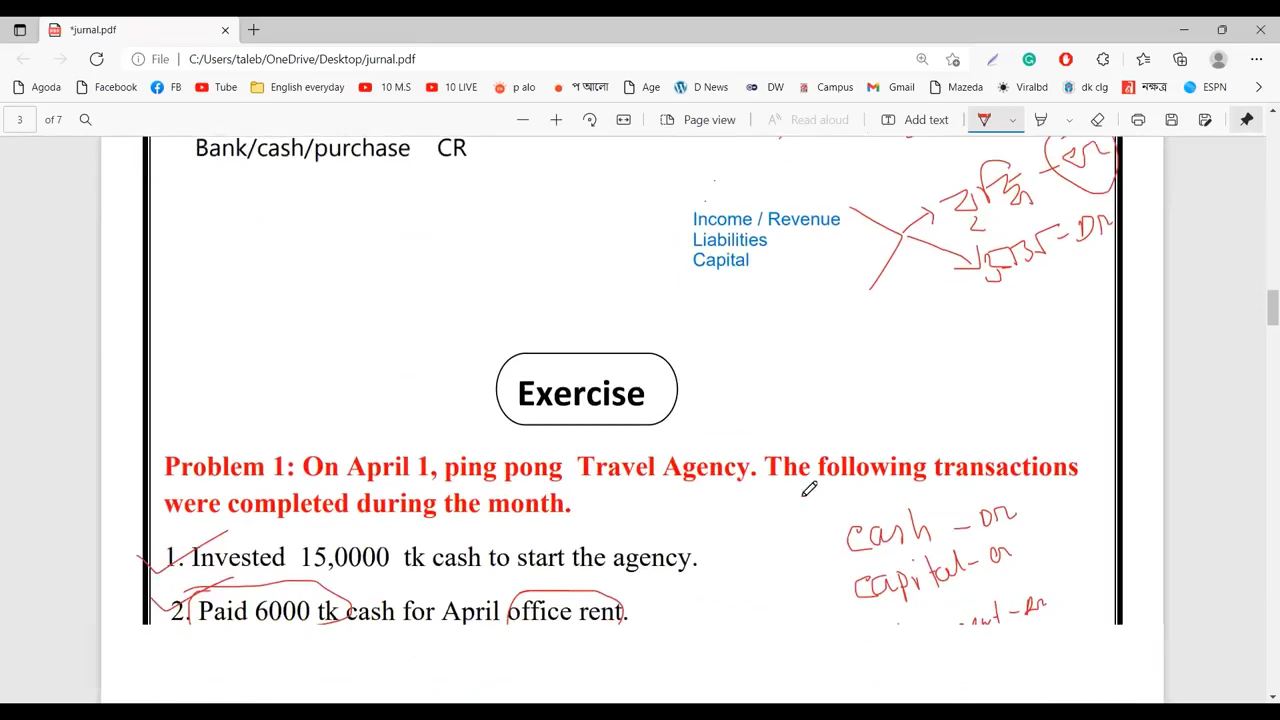 *jurnal.pdf
File C:/Users/taleb/OneDrive/Desktop/jurnal.pdf
Agoda Facebook FB Tube English everyday 10 M.S 10 LIVE p alo প আলো Age D News DW Campus Gmail Mazeda Viralbd dk clg নক্ষত্র ESPN
3 of 7 Page view Read aloud Add text
Bank/cash/purchase CR
Income / Revenue
Liabilities
Capital
DR
Exercise
Problem 1: On April 1, ping pong Travel Agency. The following transactions
were completed during the month.
cash - DR
1. Invested 15,0000 tk cash to start the agency.
capital - cr
2. Paid 6000 tk cash for April office rent.